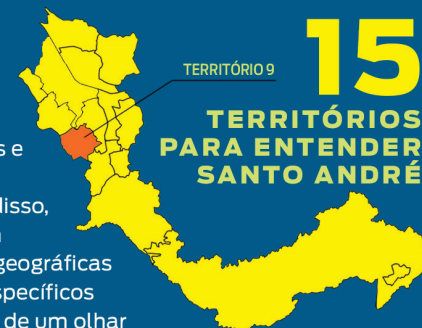 TERRITÓRIO 9
15
TERRITÓRIOS
PARA ENTENDER
SANTO ANDRÉ
s e
disso,
geográficas
specíficos
de um olhar